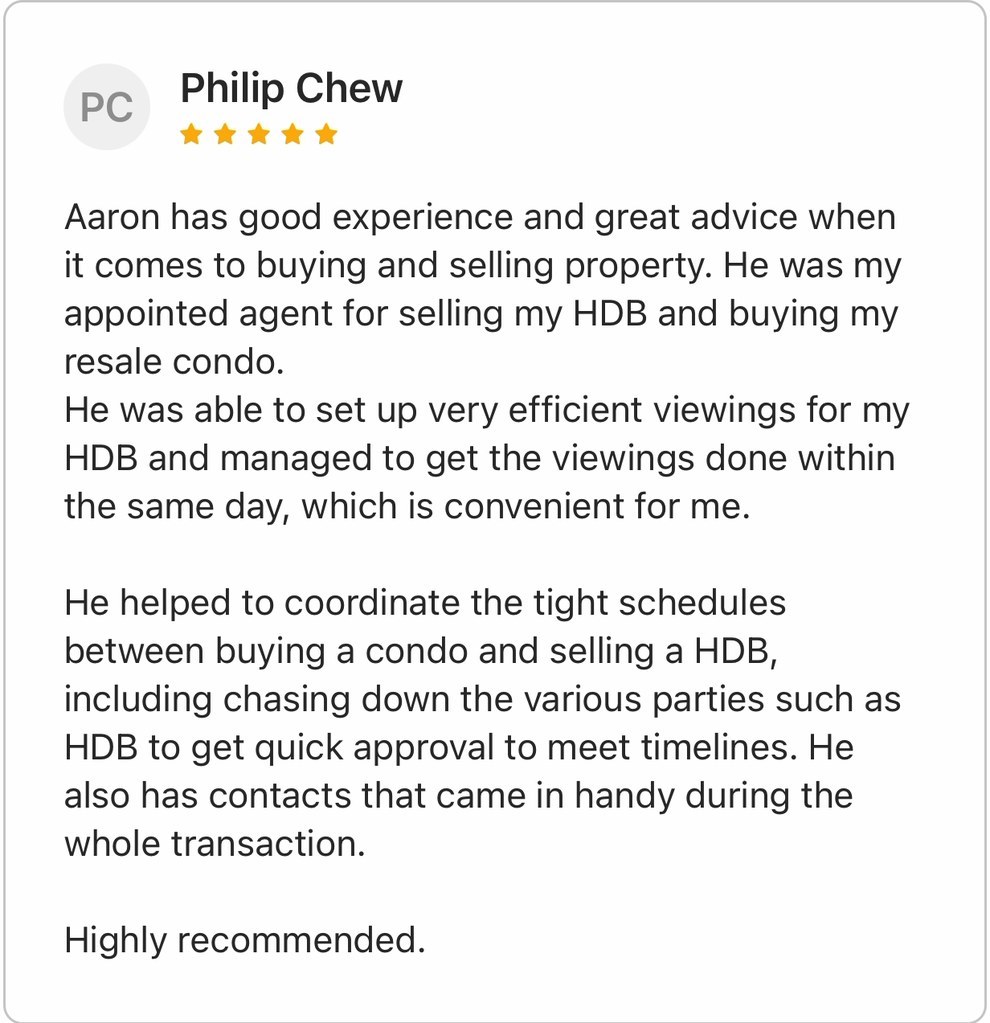 PC
Philip Chew
Aaron has good experience and great advice when
it comes to buying and selling property. He was my
appointed agent for selling my HDB and buying my
resale condo.
He was able to set up very efficient viewings for my
HDB and managed to get the viewings done within
the same day, which is convenient for me.
He helped to coordinate the tight schedules
between buying a condo and selling a HDB,
including chasing down the various parties such as
HDB to get quick approval to meet timelines. He
also has contacts that came in handy during the
whole transaction.
Highly recommended.